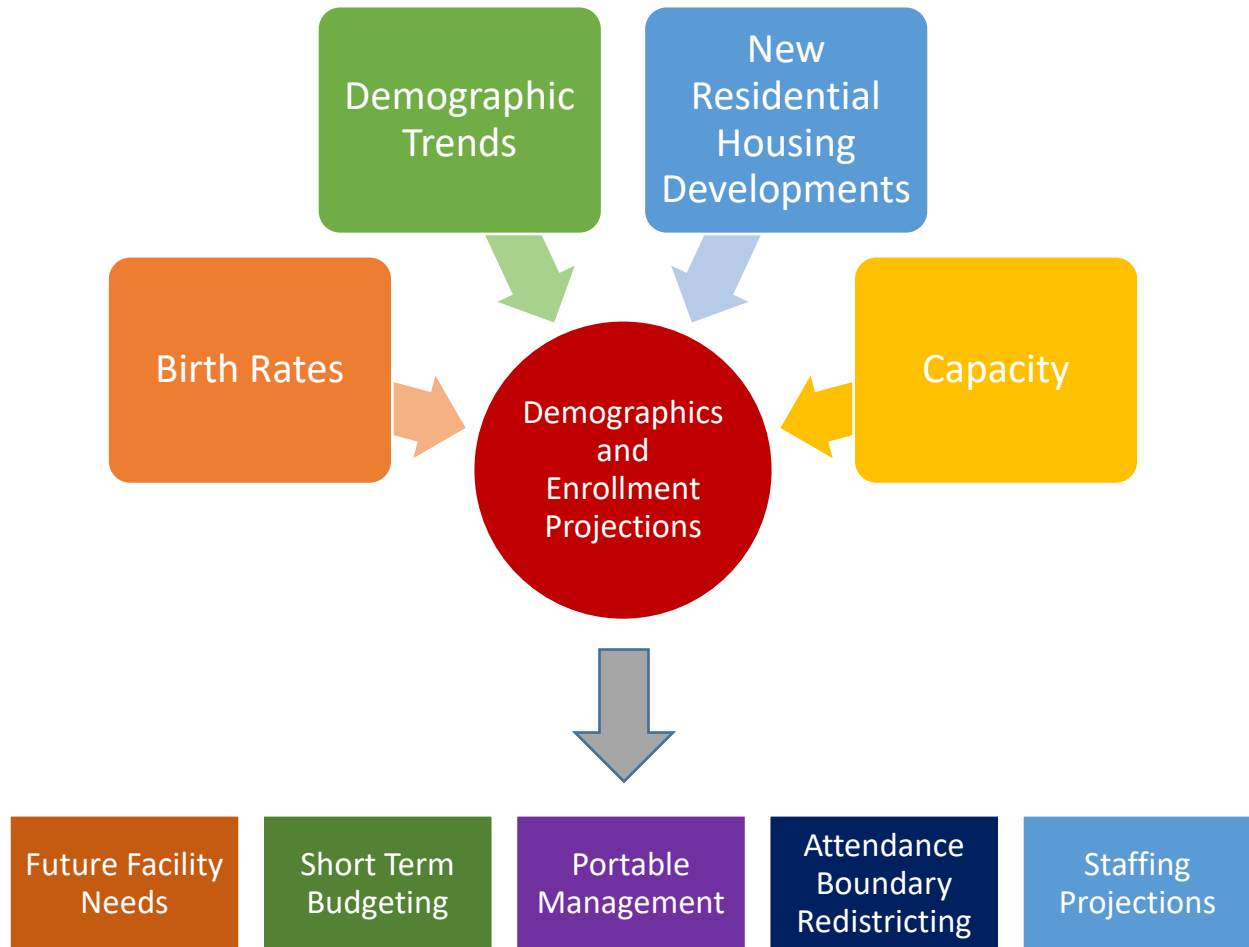 Demographic
Trends
New
Residential
Housing
Developments
Birth Rates
Capacity
Demographics
and
Enrollment
Projections
Future Facility
Needs
Short Term
Budgeting
Portable
Management
Attendance
Boundary
Redistricting
Staffing
Projections